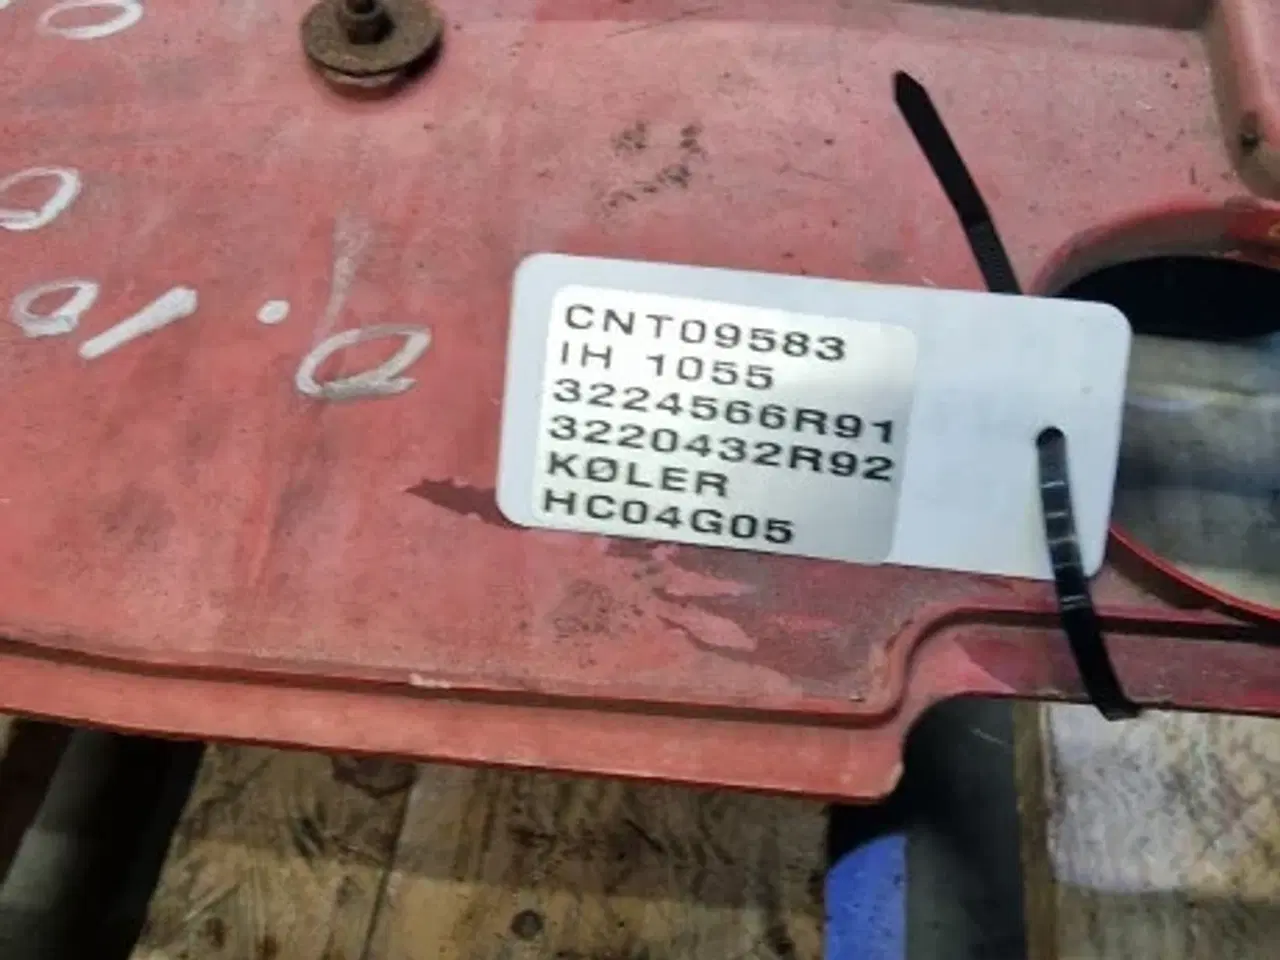 CNT09583
IH 1055
3224566R91
3220432R92
KØLER
HC04G05